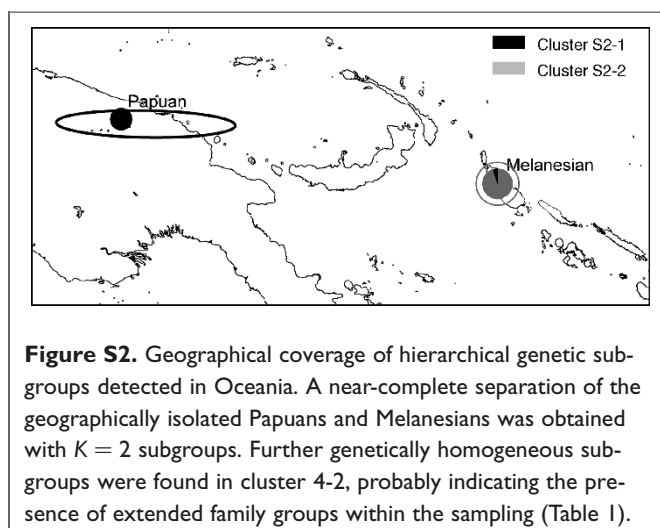 Cluster S2-1
Cluster S2-2
Papuan
Melanesian
Figure S2. Geographical coverage of hierarchical genetic sub-
groups detected in Oceania. A near-complete separation of the
geographically isolated Papuans and Melanesians was obtained
with K = 2 subgroups. Further genetically homogeneous sub-
groups were found in cluster 4-2, probably indicating the pre-
sence of extended family groups within the sampling (Table 1).